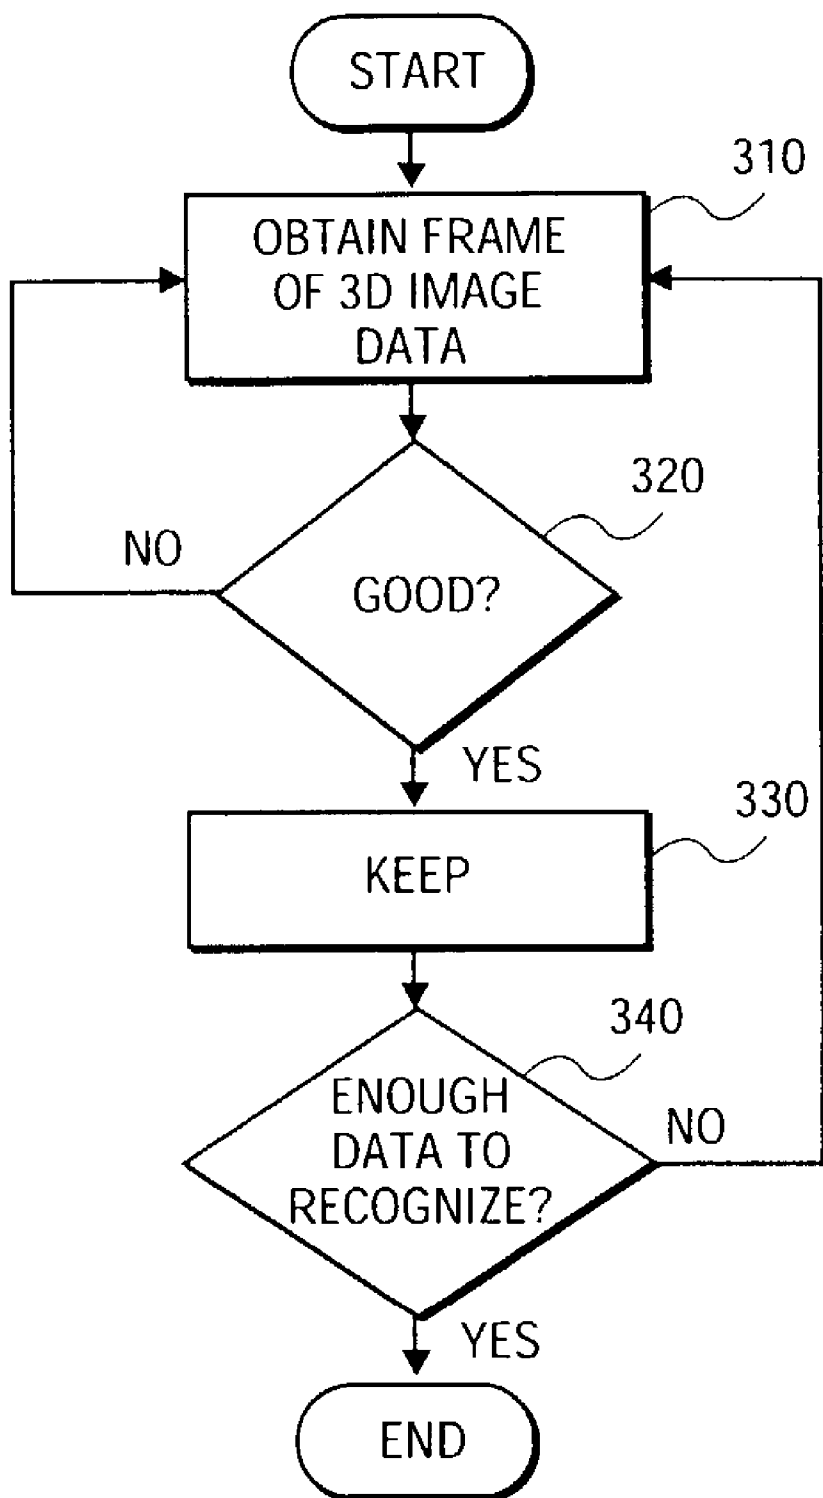 START
310
OBTAIN FRAME
OF 3D IMAGE
DATA
320
NO
GOOD?
YES
330
KEEP
340
ENOUGH
DATA TO
RECOGNIZE?
NO
YES
END